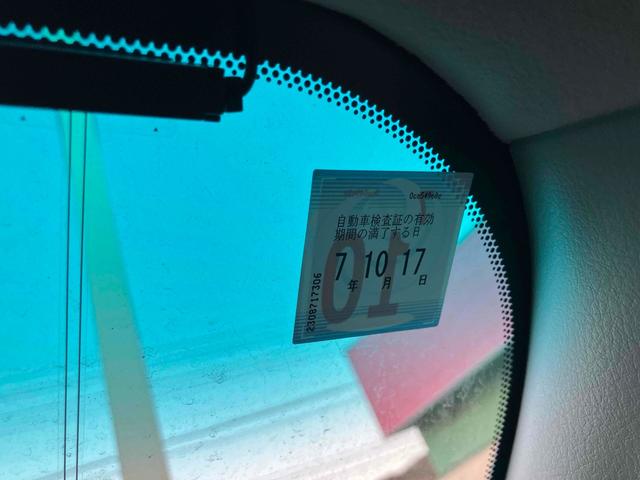 自動車検査証の有効
期間の満了する日
7年 10月 17日
2308717306